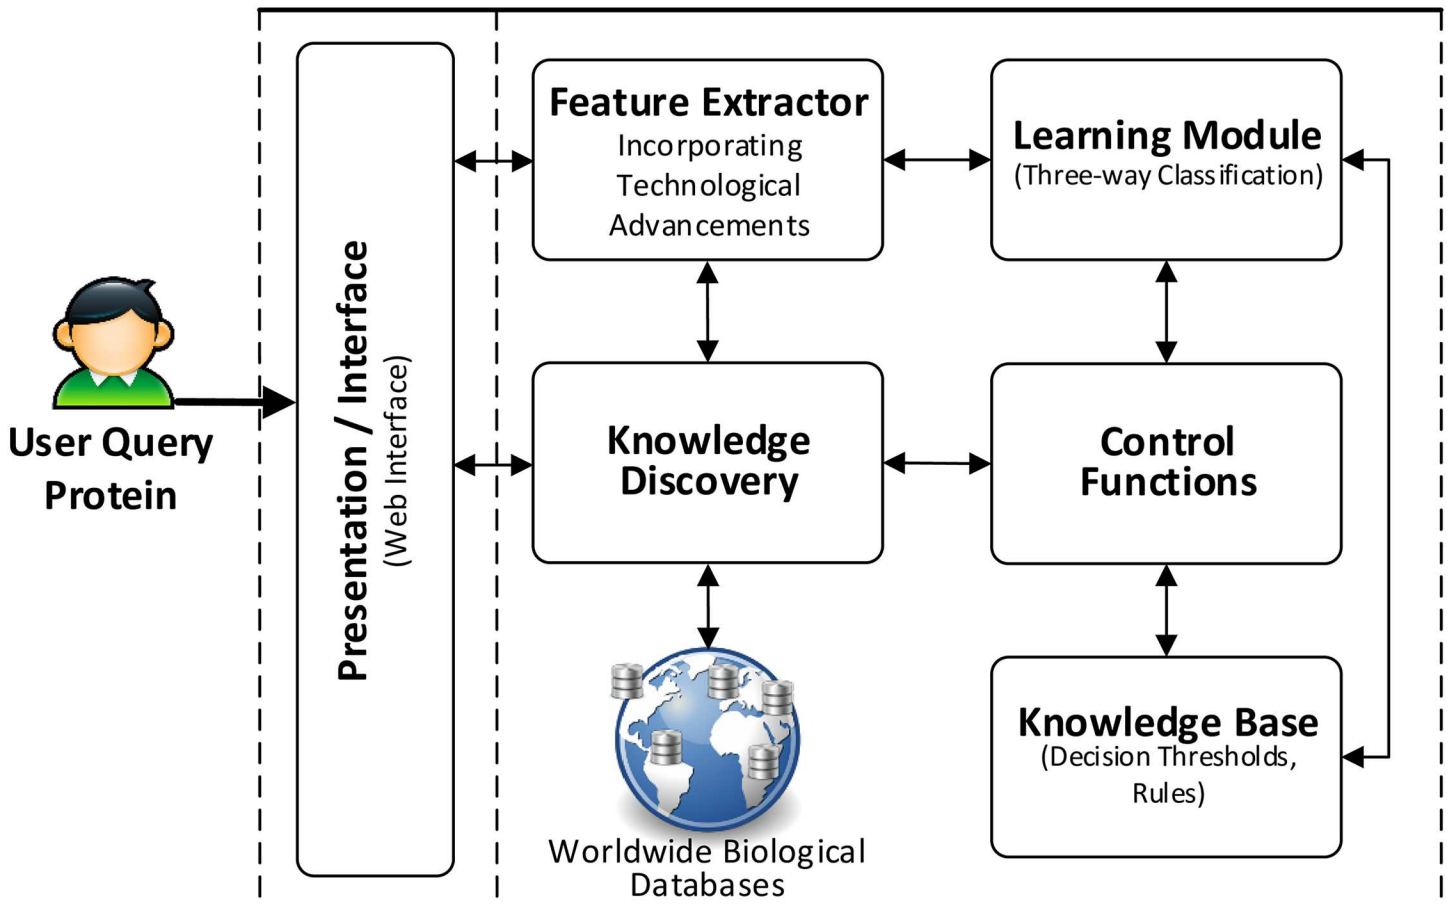 User Query
Protein
Presentation / Interface
(Web Interface)
Feature Extractor
Incorporating
Technological
Advancements
Learning Module
(Three-way Classification)
Knowledge
Discovery
Control
Functions
Worldwide Biological
Databases
Knowledge Base
(Decision Thresholds,
Rules)